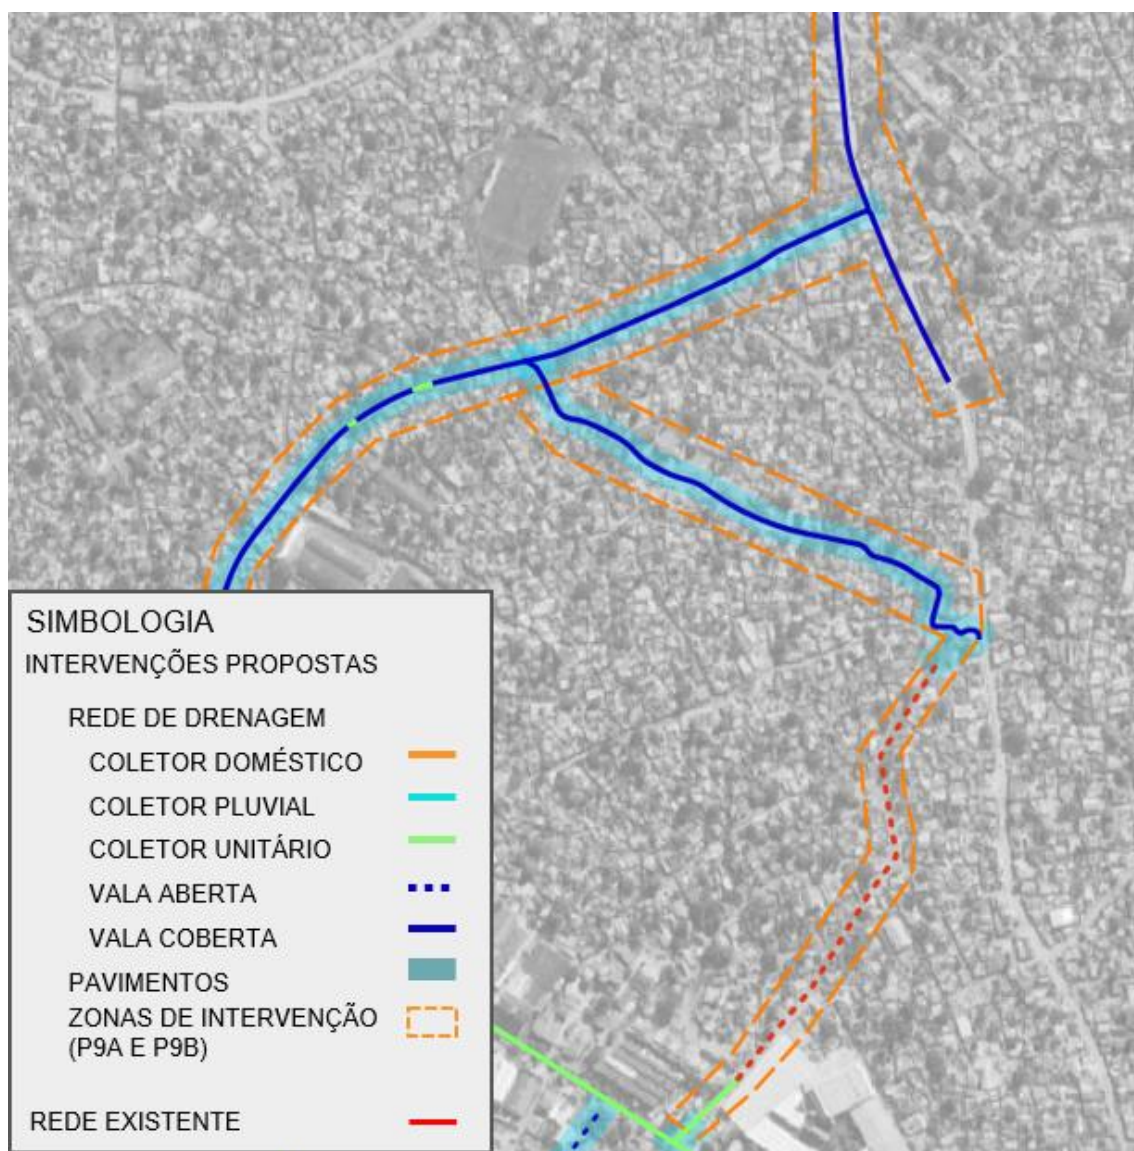 SIMBOLOGIA
INTERVENÇÕES PROPOSTAS
REDE DE DRENAGEM
COLETOR DOMÉSTICO
COLETOR PLUVIAL
COLETOR UNITÁRIO
VALA ABERTA
VALA COBERTA
PAVIMENTOS
ZONAS DE INTERVENÇÃO
(P9A E P9B)
REDE EXISTENTE